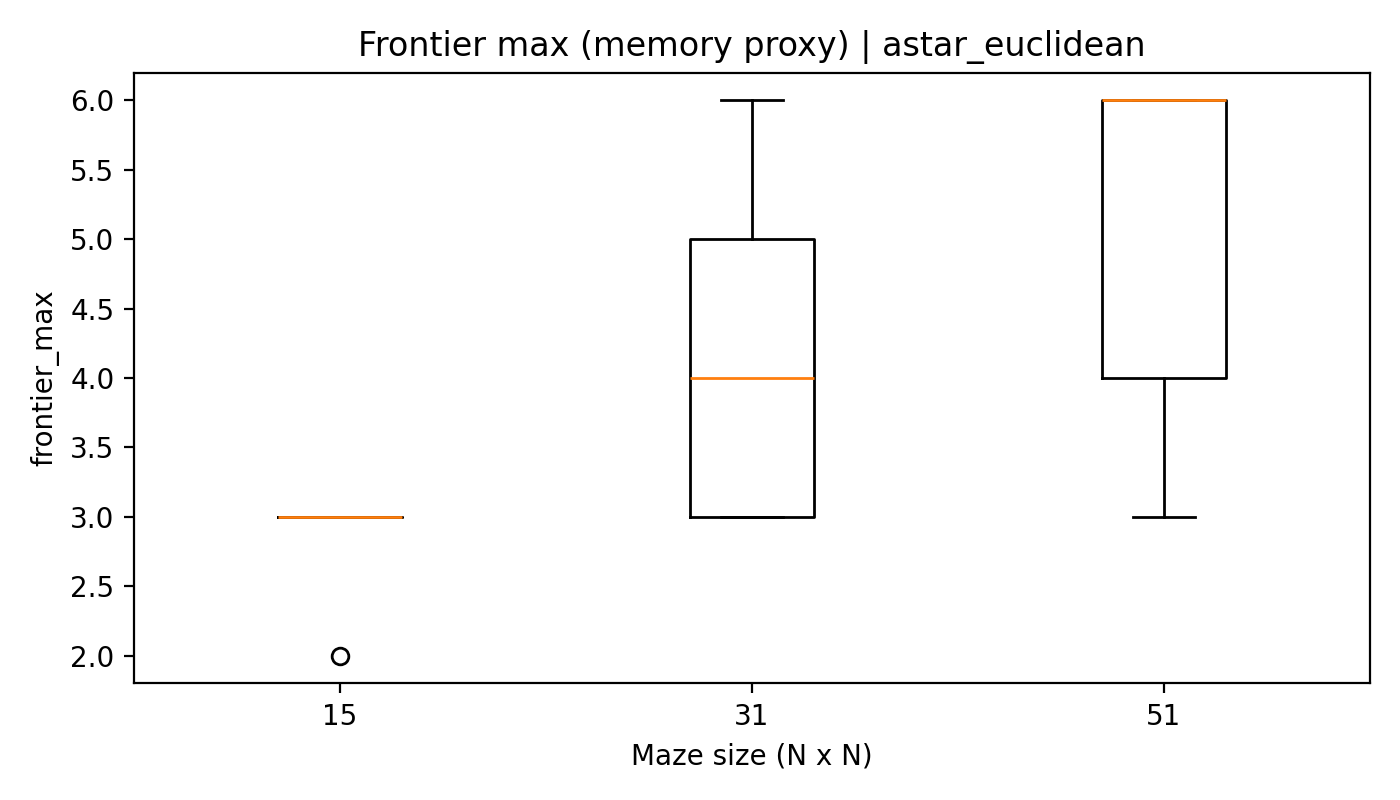 Frontier max (memory proxy) | astar_euclidean
frontier_max
6.0
5.5
5.0
4.5
4.0
3.5
3.0
2.5
2.0
15 31 51
Maze size (N x N)